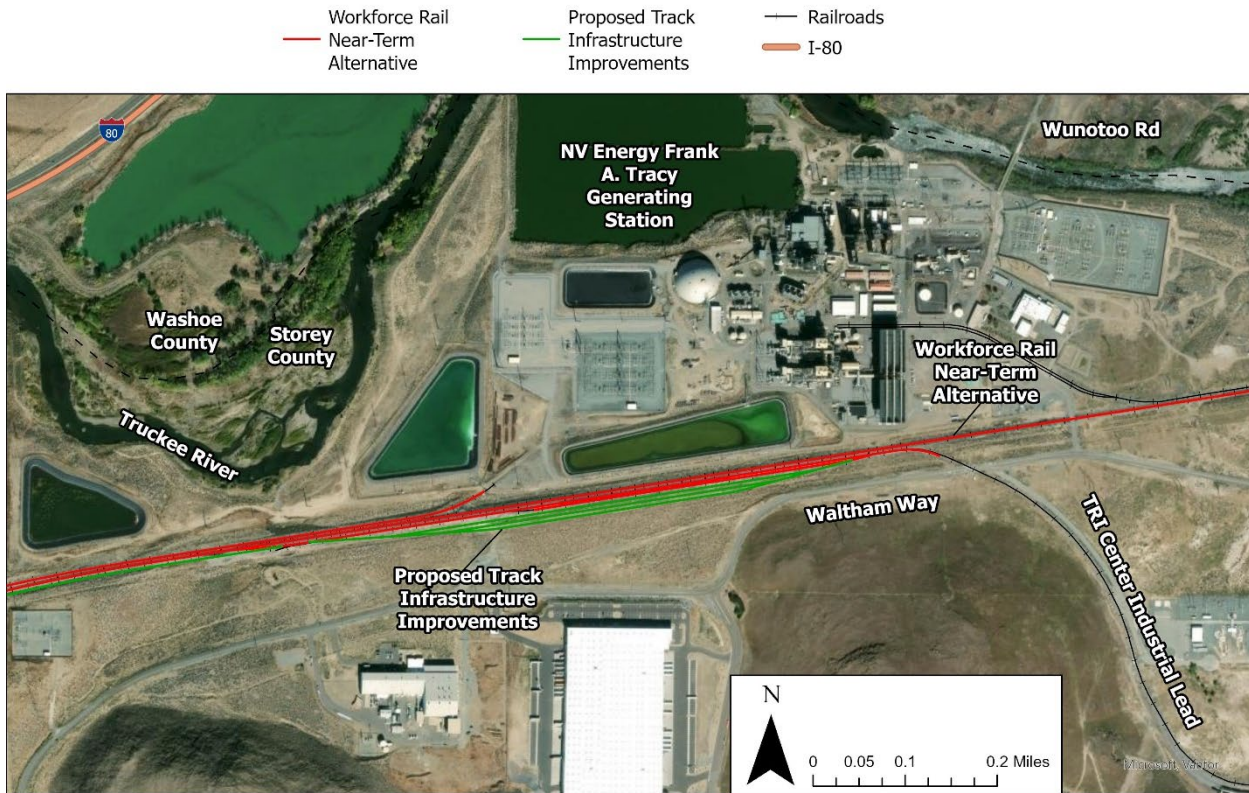 Workforce Rail
Near-Term
Alternative
Proposed Track
Infrastructure
Improvements
Railroads
I-80
80
NV Energy Frank
A. Tracy
Generating
Station
Wunotoo Rd
Washoe
County
Storey
County
Truckee River
Workforce Rail
Near-Term
Alternative
Waltham Way
TRI Center Industrial Lead
Proposed Track
Infrastructure
Improvements
N
0 0.05 0.1 0.2 Miles
Microsoft, Vantor